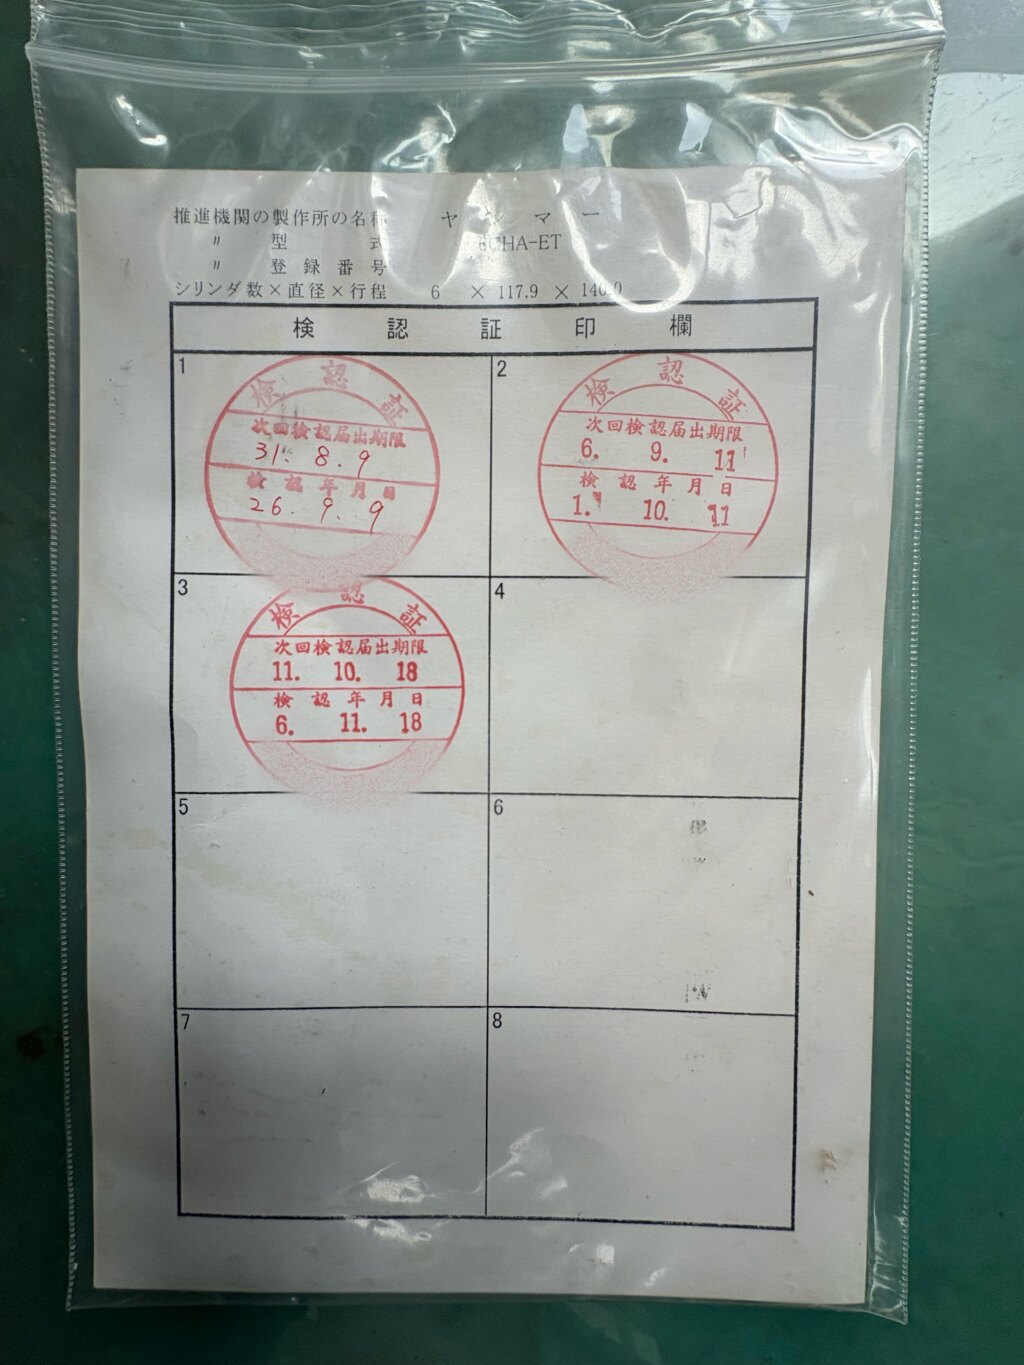 推進機関の製作所の名称 ヤンマー
〃 型式 6CHA-ET
〃 登録番号
シリンダ数×直径×行程 6 × 117.9 × 140.0
検認証印欄
1
検認証
次回検認届出期限
31. 8. 9
検認年月日
26. 9. 9
2
検認証
次回検認届出期限
6. 9. 11
検認年月日
1. 10. 11
3
検認証
次回検認届出期限
11. 10. 18
検認年月日
6. 11. 18
4
5
6
7
8